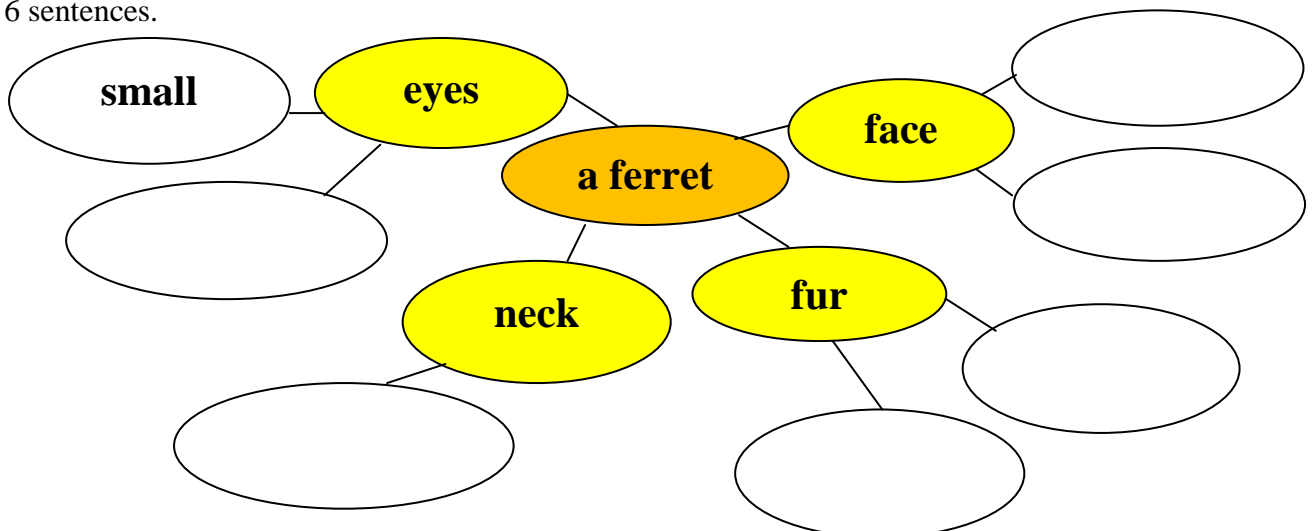 6 sentences.
small
eyes
face
a ferret
neck
fur